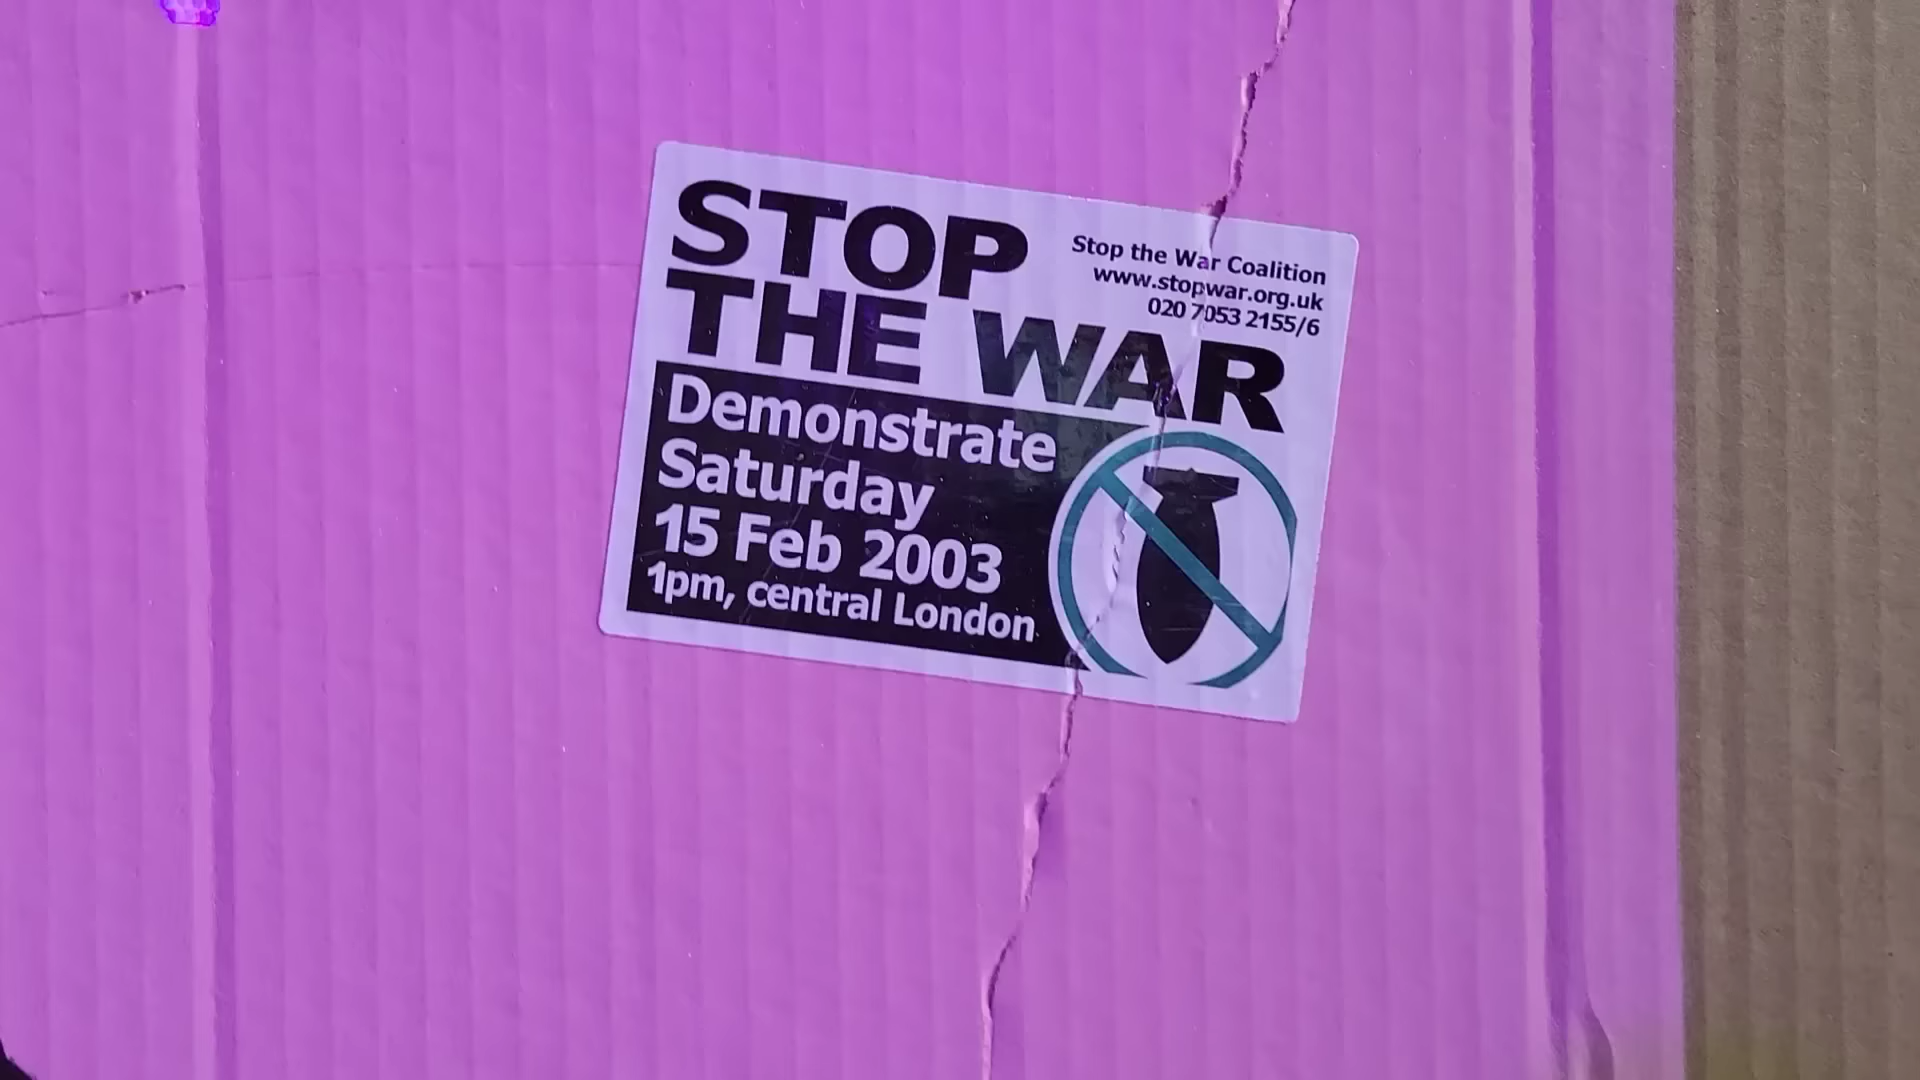 STOP
THE WAR
Stop the War Coalition
www.stopwar.org.uk
020 7053 2155/6
Demonstrate
Saturday
15 Feb 2003
1pm, central London